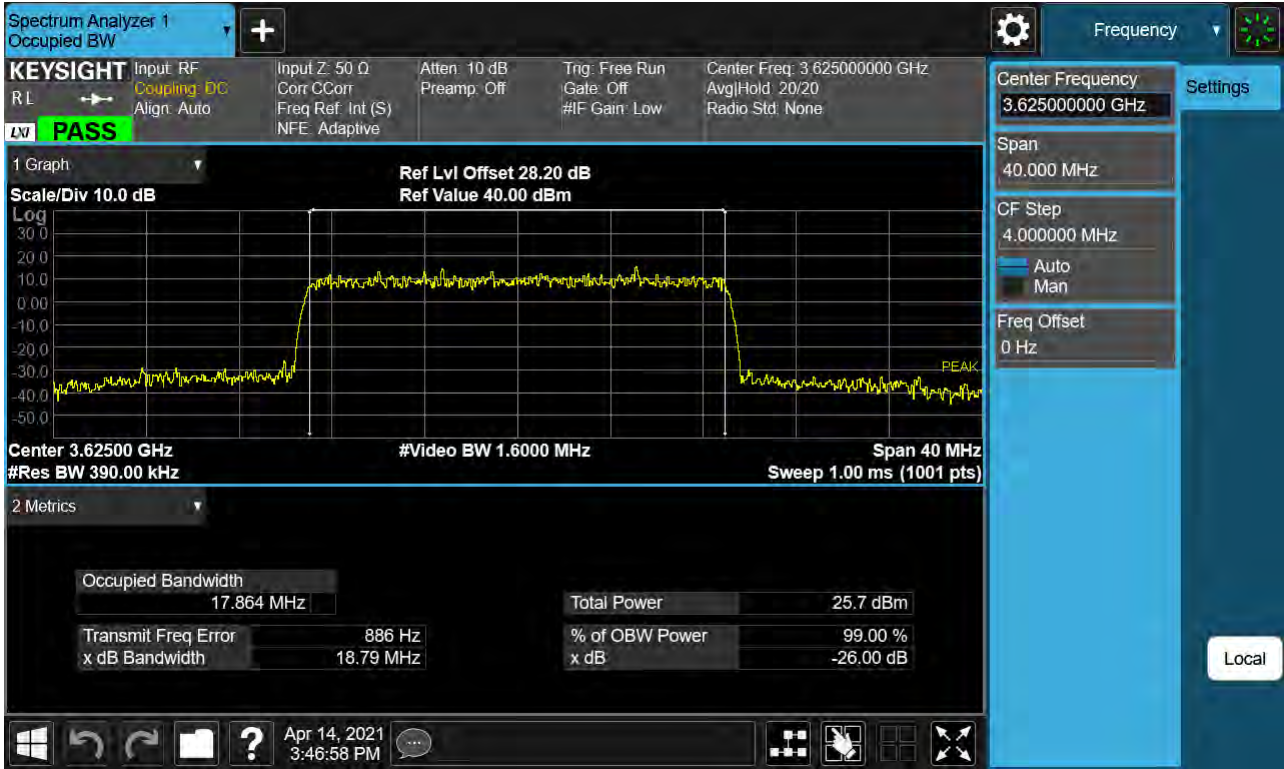 Spectrum Analyzer 1
Occupied BW
Frequency
KEYSIGHT
R L
LXI
PASS
Input: RF
Coupling: DC
Align: Auto
Input Z: 50 Ω
Corr CCorr
Freq Ref: Int (S)
NFE: Adaptive
Atten: 10 dB
Preamp: Off
Trig: Free Run
Gate: Off
#IF Gain: Low
Center Freq: 3.625000000 GHz
Avg|Hold: 20/20
Radio Std: None
1 Graph
Ref Lvl Offset 28.20 dB
Scale/Div 10.0 dB
Ref Value 40.00 dBm
Log
30.0
20.0
10.0
0.00
-10.0
-20.0
-30.0
-40.0
-50.0
PEAK
Center 3.62500 GHz
#Video BW 1.6000 MHz
Span 40 MHz
#Res BW 390.00 kHz
Sweep 1.00 ms (1001 pts)
2 Metrics
Occupied Bandwidth
17.864 MHz
Total Power 25.7 dBm
Transmit Freq Error 886 Hz
% of OBW Power 99.00 %
x dB Bandwidth 18.79 MHz
x dB -26.00 dB
Center Frequency
3.625000000 GHz
Settings
Span
40.000 MHz
CF Step
4.000000 MHz
Auto
Man
Freq Offset
0 Hz
Local
?
Apr 14, 2021
3:46:58 PM